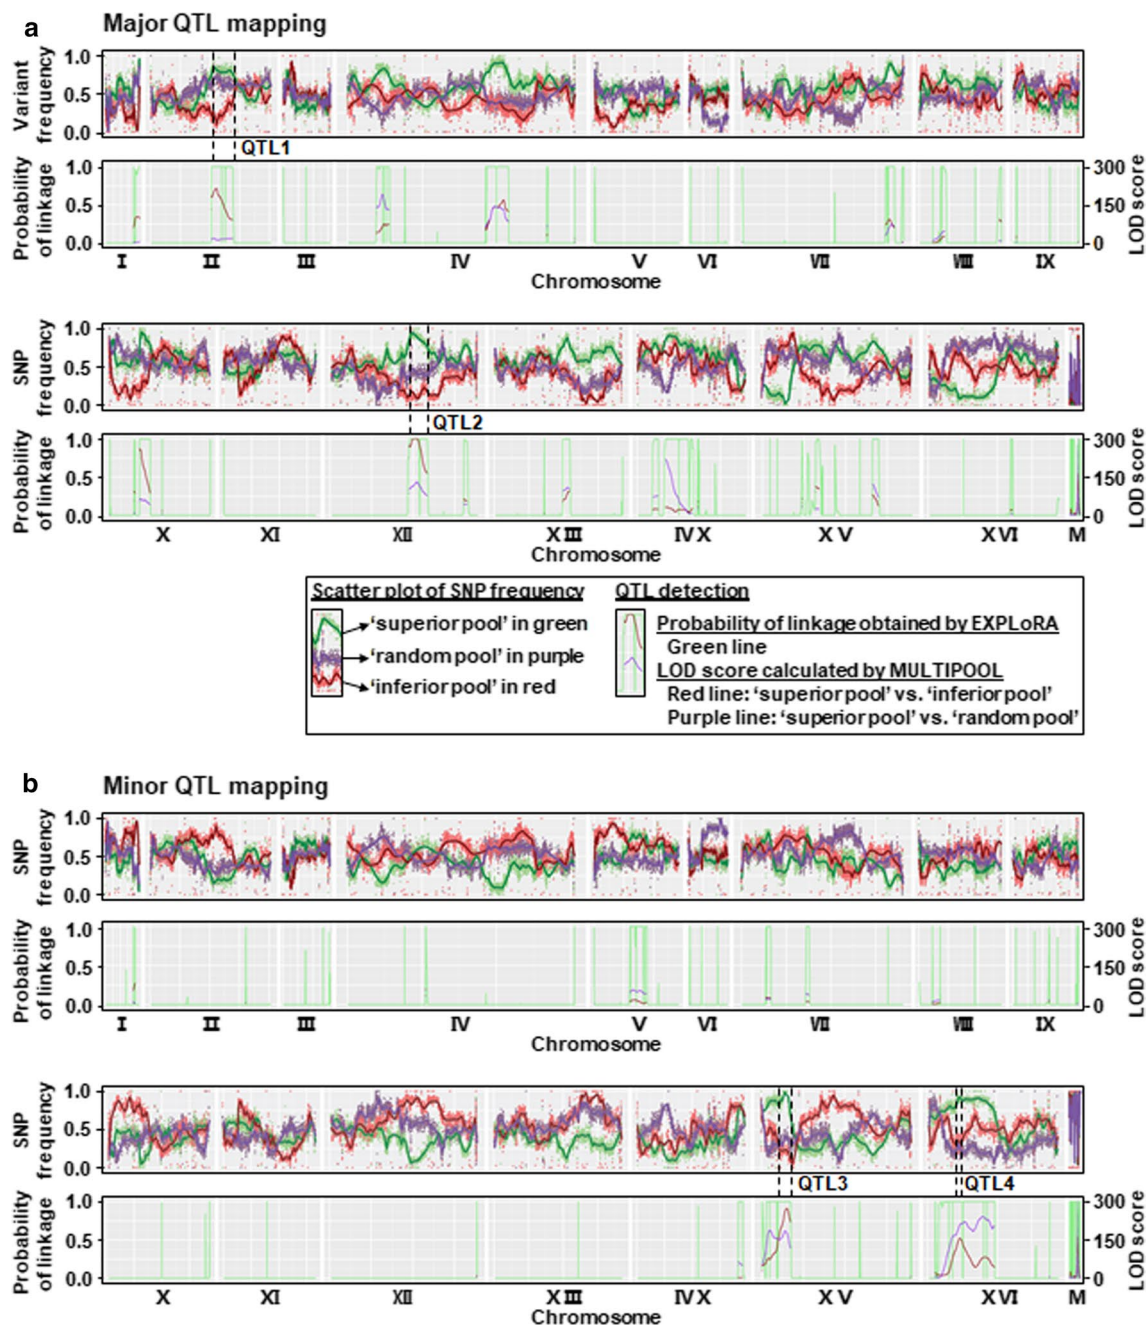 a
Major QTL mapping
Variant frequency
1.0
0.5
0.0
QTL1
Probability of linkage
1.0
0.5
0.0
300
150
0
LOD score
I II III IV V VI VII VIII IX
Chromosome
SNP frequency
1.0
0.5
0.0
QTL2
Probability of linkage
1.0
0.5
0.0
300
150
0
LOD score
X XI XII XIII IVX XV XVI M
Chromosome
Scatter plot of SNP frequency
'superior pool' in green
'random pool' in purple
'inferior pool' in red
QTL detection
Probability of linkage obtained by EXPLoRA
Green line
LOD score calculated by MULTIPOOL
Red line: 'superior pool' vs. 'inferior pool'
Purple line: 'superior pool' vs. 'random pool'
b
Minor QTL mapping
SNP frequency
1.0
0.5
0.0
Probability of linkage
1.0
0.5
0.0
300
150
0
LOD score
I II III IV V VI VII VIII IX
Chromosome
SNP frequency
1.0
0.5
0.0
QTL3 QTL4
Probability of linkage
1.0
0.5
0.0
300
150
0
LOD score
X XI XII XIII IVX XV XVI M
Chromosome